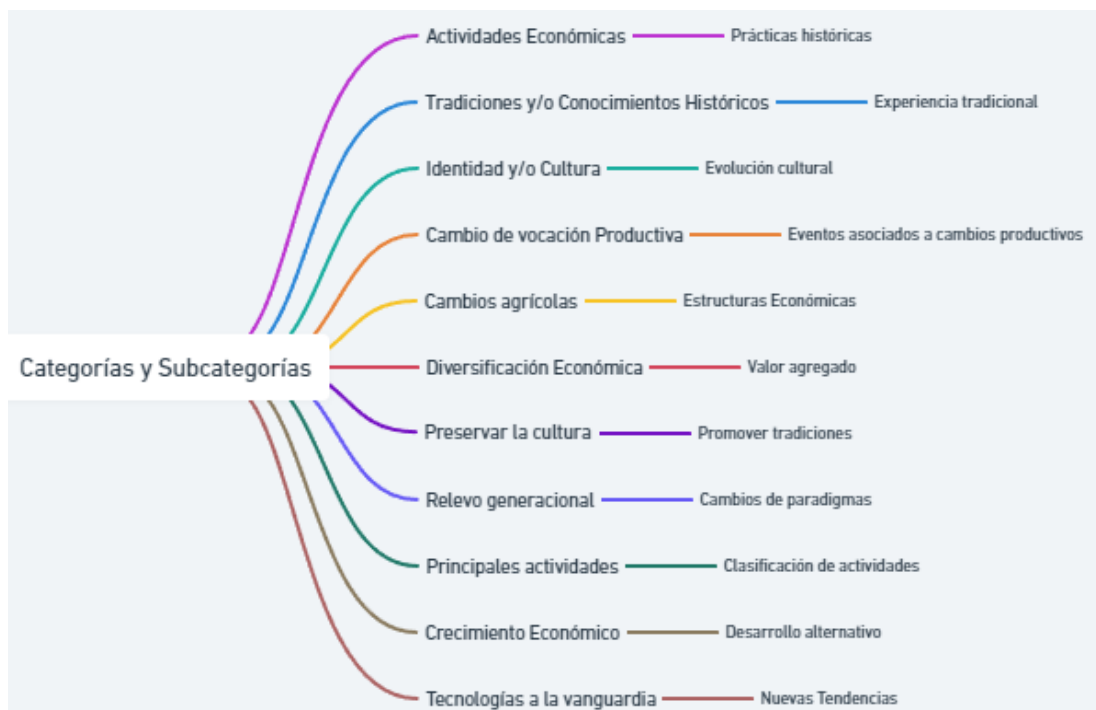 Actividades Económicas
Prácticas históricas
Tradiciones y/o Conocimientos Históricos
Experiencia tradicional
Identidad y/o Cultura
Evolución cultural
Cambio de vocación Productiva
Eventos asociados a cambios productivos
Cambios agrícolas
Estructuras Económicas
Categorías y Subcategorías
Diversificación Económica
Valor agregado
Preservar la cultura
Promover tradiciones
Relevo generacional
Cambios de paradigmas
Principales actividades
Clasificación de actividades
Crecimiento Económico
Desarrollo alternativo
Tecnologías a la vanguardia
Nuevas Tendencias